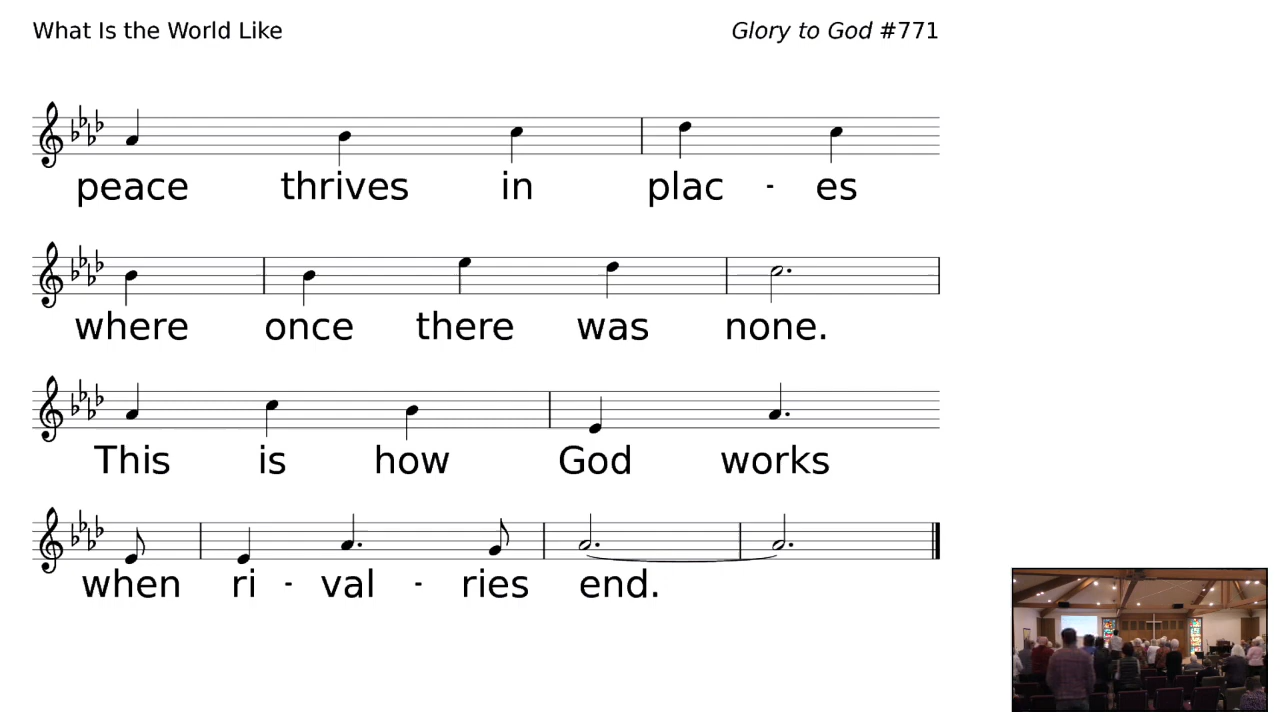 What Is the World Like
Glory to God #771
peace thrives in plac - es
where once there was none.
This is how God works
when ri - val - ries end.